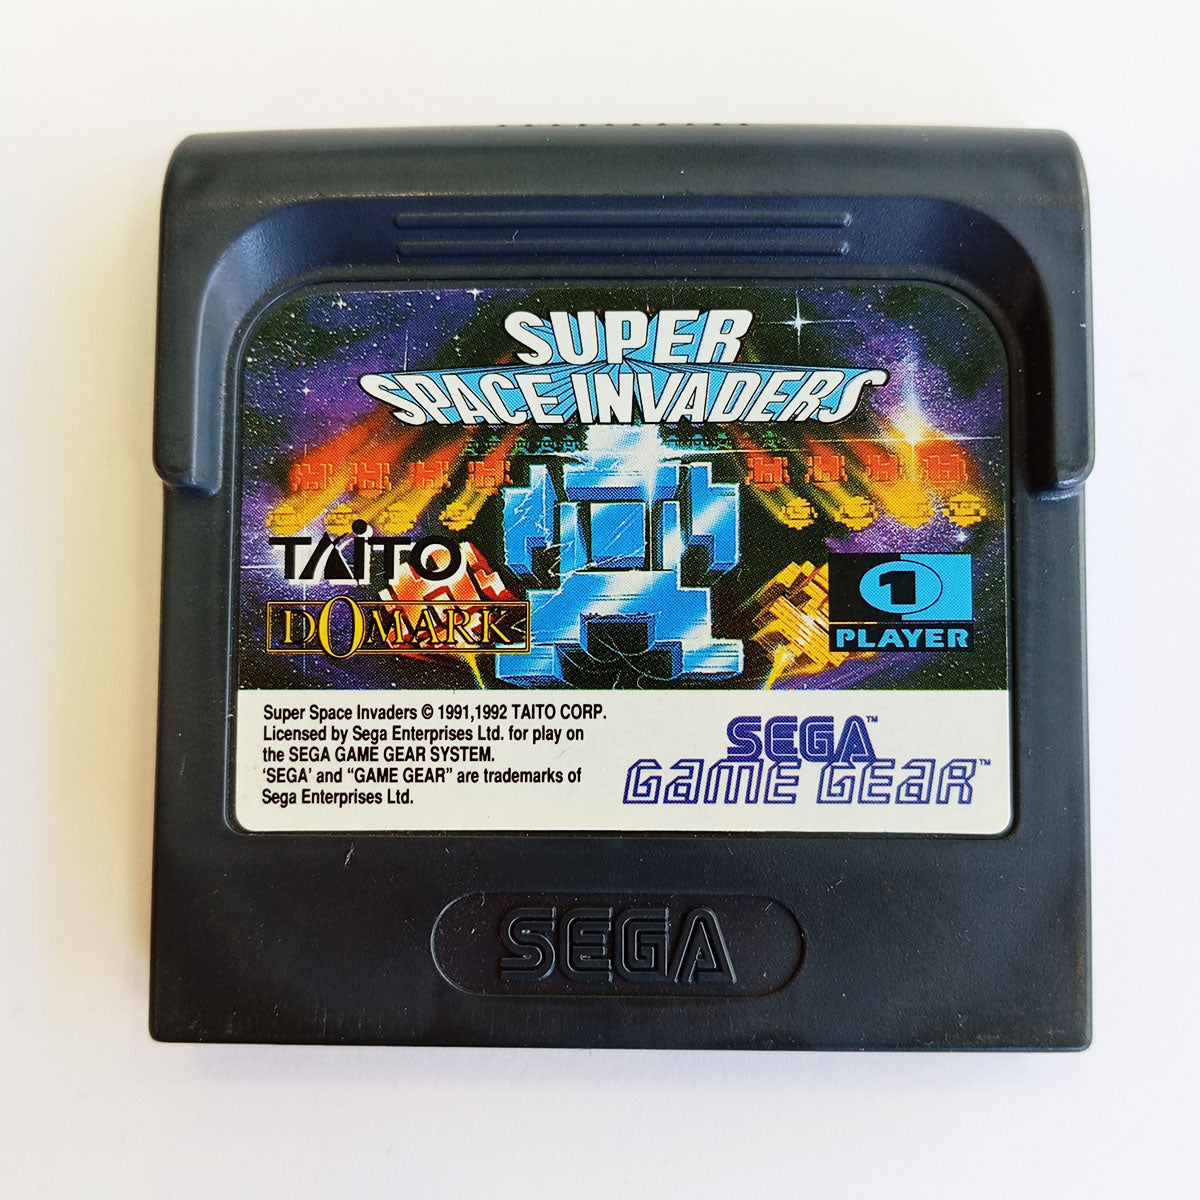 SUPER
SPACE INVADERS
TAiTO
DOMARK
1
PLAYER
Super Space Invaders © 1991,1992 TAITO CORP.
Licensed by Sega Enterprises Ltd. for play on
the SEGA GAME GEAR SYSTEM.
'SEGA' and “GAME GEAR” are trademarks of
Sega Enterprises Ltd.
SEGA™
GAME GEAR™
SEGA